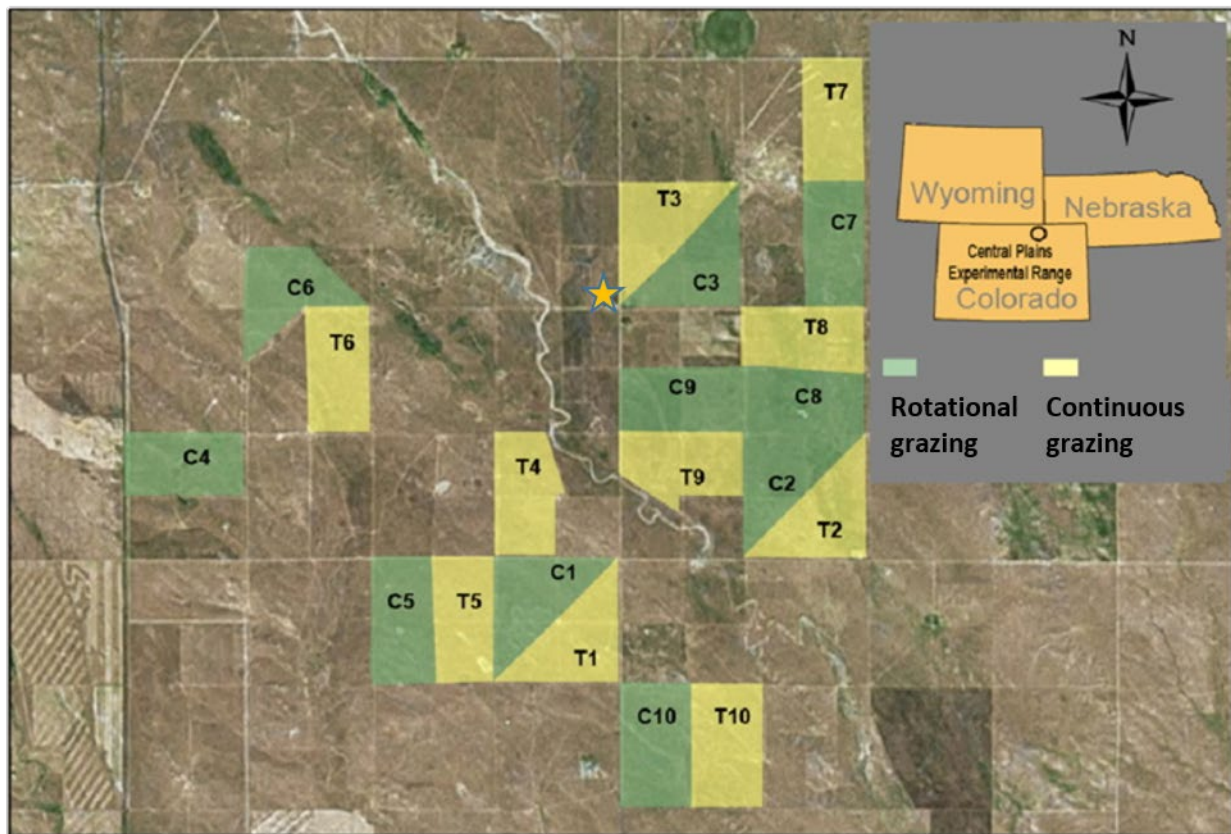 N
T7
Wyoming
Nebraska
T3
C7
Central Plains
Experimental Range
C3
Colorado
C6
T6
T8
C9
C8
Rotational
grazing
Continuous
grazing
C4
T4
T9
C2
T2
C1
C5
T5
T1
C10
T10